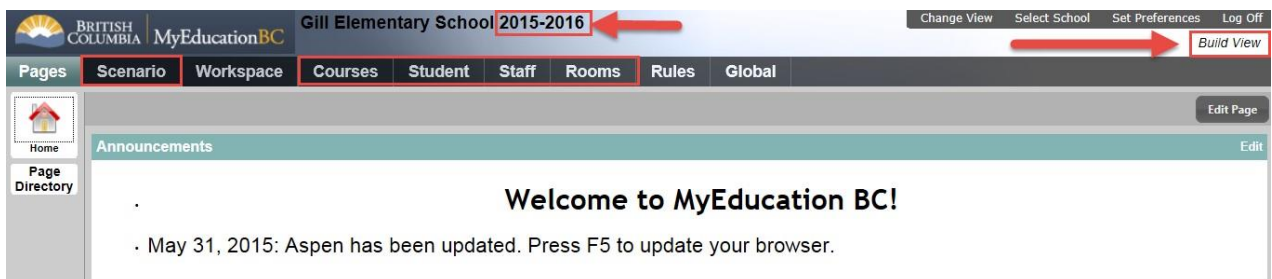 BRITISH
COLUMBIA MyEducationBC
Gill Elementary School 2015-2016
Change View Select School Set Preferences Log Off
Build View
Pages Scenario Workspace Courses Student Staff Rooms Rules Global
Edit Page
Home
Page
Directory
Announcements Edit
Welcome to MyEducation BC!
May 31, 2015: Aspen has been updated. Press F5 to update your browser.